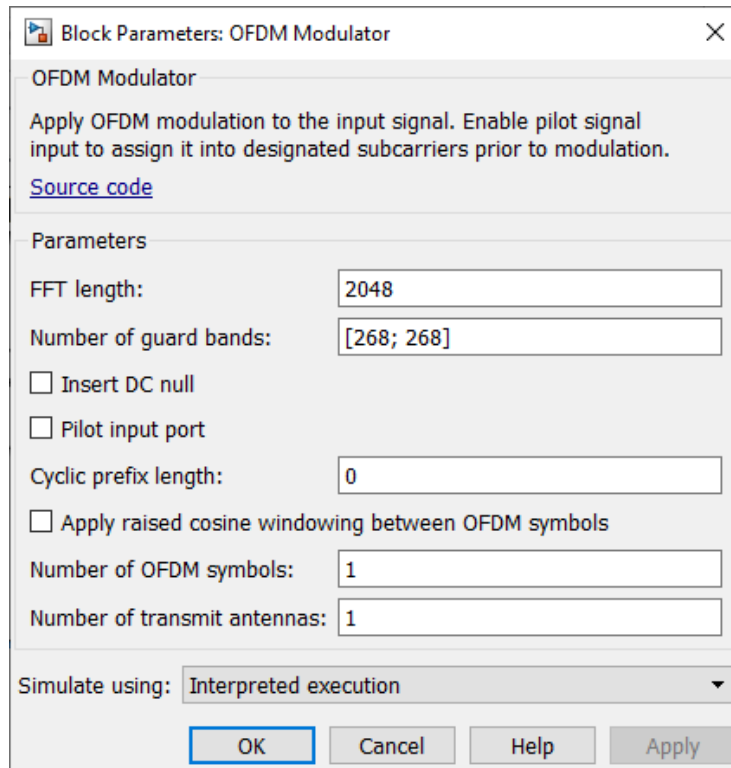 Block Parameters: OFDM Modulator
OFDM Modulator
Apply OFDM modulation to the input signal. Enable pilot signal
input to assign it into designated subcarriers prior to modulation.
Source code
Parameters
FFT length: 2048
Number of guard bands: [268; 268]
Insert DC null
Pilot input port
Cyclic prefix length: 0
Apply raised cosine windowing between OFDM symbols
Number of OFDM symbols: 1
Number of transmit antennas: 1
Simulate using: Interpreted execution
OK Cancel Help Apply